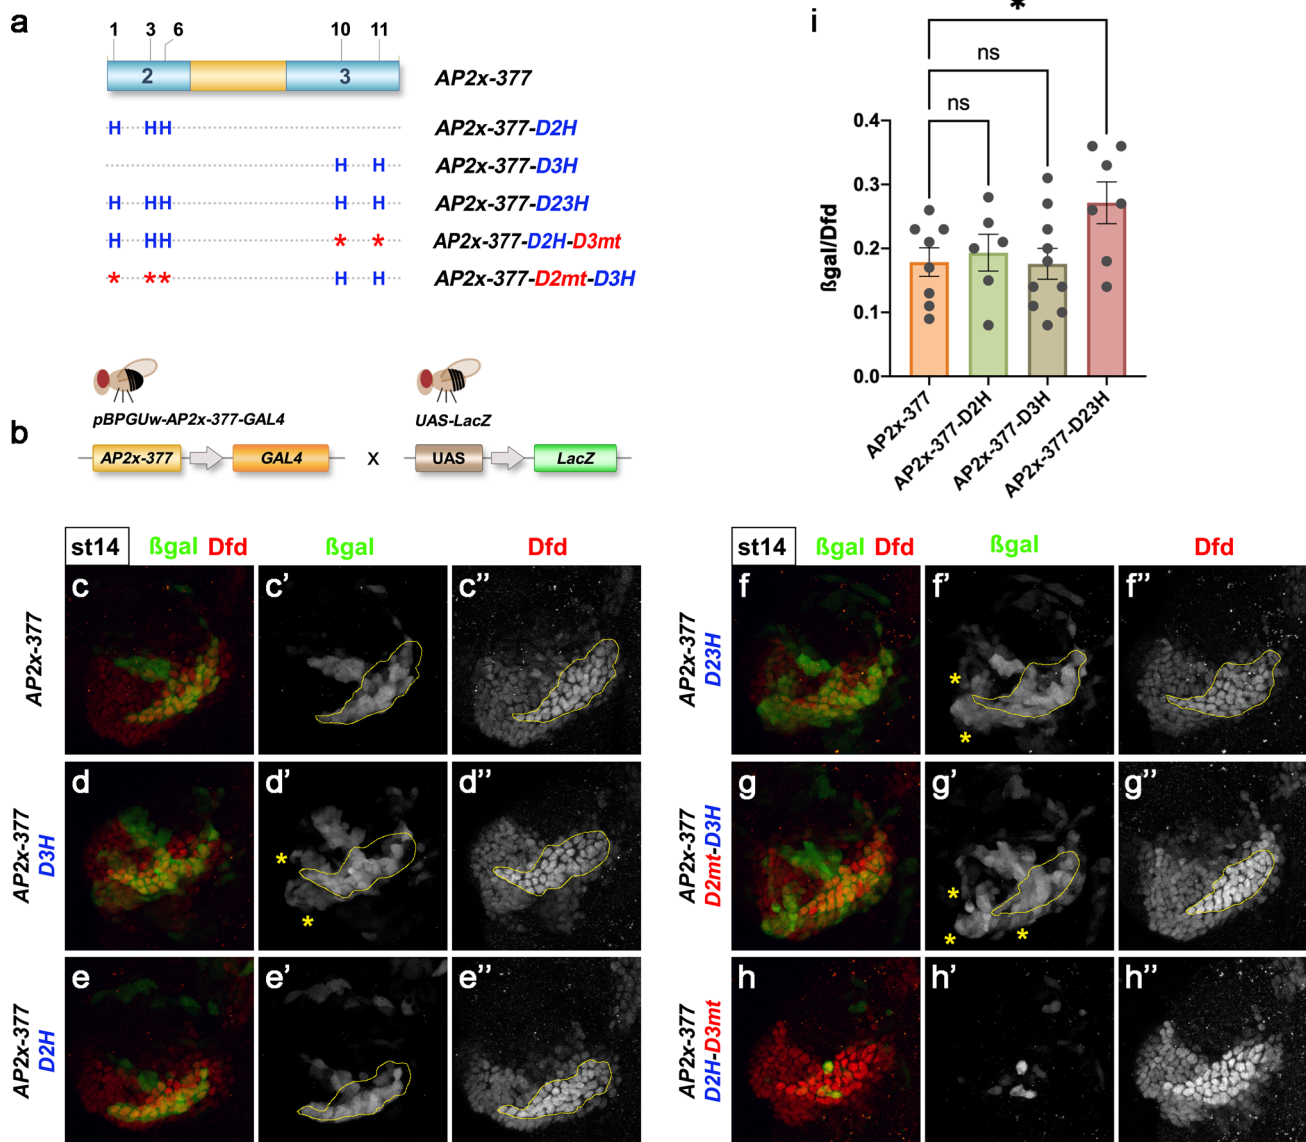 a
1 3 6 10 11
2 3 AP2x-377
H H H AP2x-377-D2H
H H AP2x-377-D3H
H H H H H AP2x-377-D23H
H H H * * AP2x-377-D2H-D3mt
* * * H H AP2x-377-D2mt-D3H
b
pBPGUw-AP2x-377-GAL4 UAS-LacZ
AP2x-377 GAL4 x UAS LacZ
i
*
ns
ns
ßgal/Dfd
0.4
0.3
0.2
0.1
0.0
AP2x-377
AP2x-377-D2H
AP2x-377-D3H
AP2x-377-D23H
st14 ßgal Dfd ßgal Dfd
AP2x-377
c c' c''
AP2x-377
D3H
d d' d''
*
*
AP2x-377
D2H
e e' e''
st14 ßgal Dfd ßgal Dfd
AP2x-377
D23H
f f' f''
*
*
AP2x-377
D2mt-D3H
g g' g''
*
*
*
AP2x-377
D2H-D3mt
h h' h''